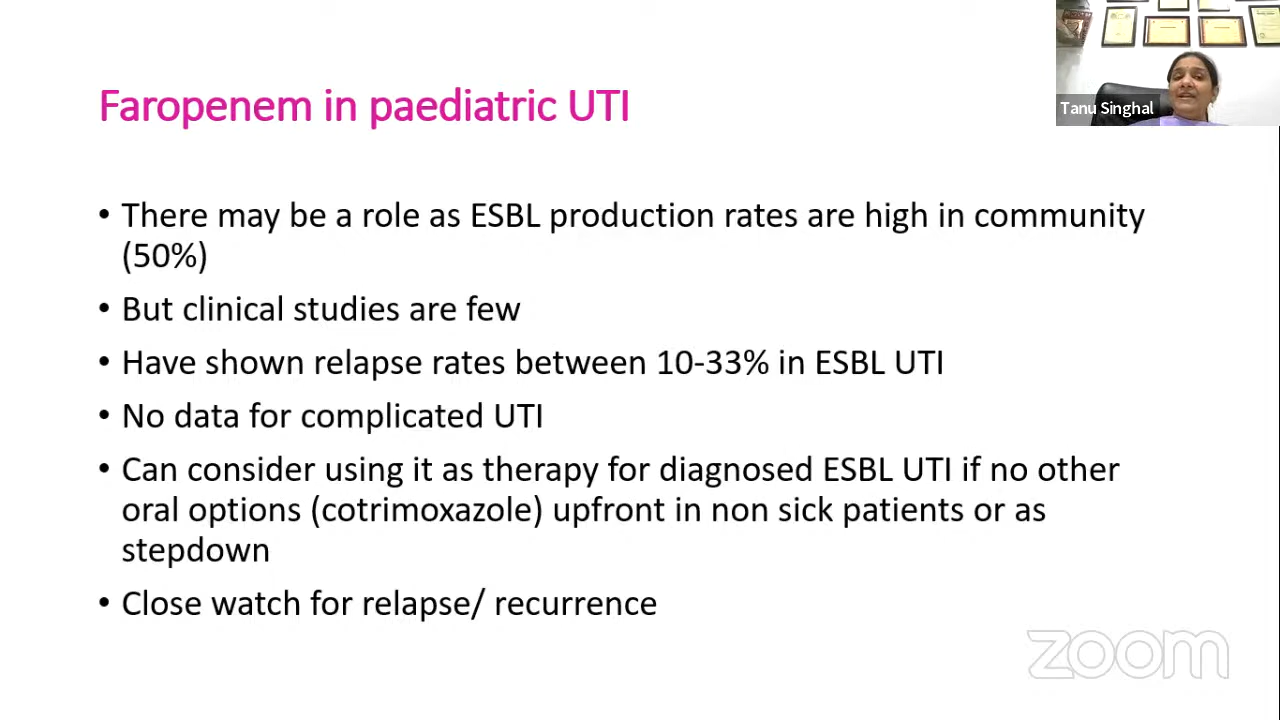 Tanu Singhal
Faropenem in paediatric UTI
• There may be a role as ESBL production rates are high in community
(50%)
• But clinical studies are few
• Have shown relapse rates between 10-33% in ESBL UTI
• No data for complicated UTI
• Can consider using it as therapy for diagnosed ESBL UTI if no other
oral options (cotrimoxazole) upfront in non sick patients or as
stepdown
• Close watch for relapse/ recurrence
zoom